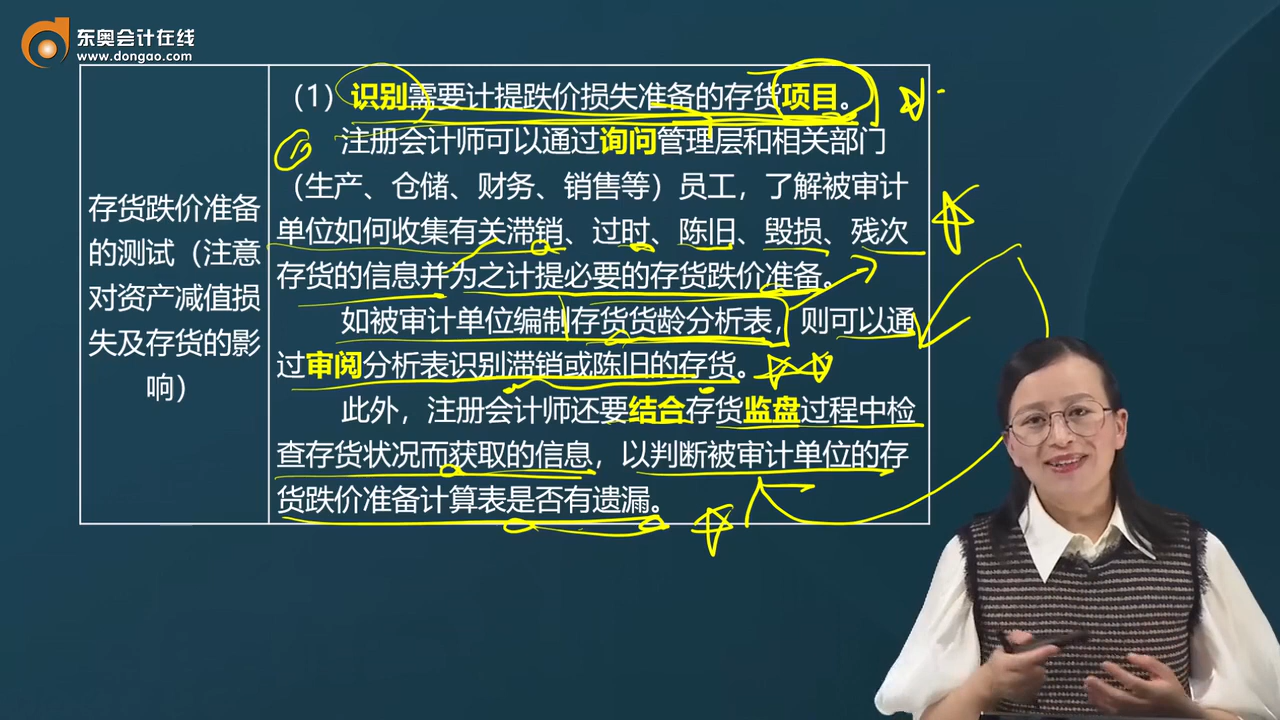 东奥会计在线
www.dongao.com
存货跌价准备
的测试（注意
对资产减值损
失及存货的影
响）
（1）识别需要计提跌价损失准备的存货项目。
注册会计师可以通过询问管理层和相关部门
（生产、仓储、财务、销售等）员工，了解被审计
单位如何收集有关滞销、过时、陈旧、毁损、残次
存货的信息并为之计提必要的存货跌价准备。
如被审计单位编制存货货龄分析表，则可以通
过审阅分析表识别滞销或陈旧的存货。
此外，注册会计师还要结合存货监盘过程中检
查存货状况而获取的信息，以判断被审计单位的存
货跌价准备计算表是否有遗漏。